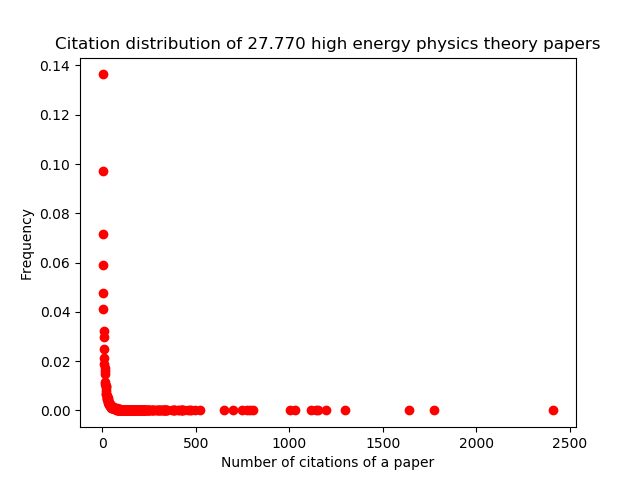 Citation distribution of 27.770 high energy physics theory papers
0.14
0.12
0.10
0.08
0.06
0.04
0.02
0.00
Frequency
0 500 1000 1500 2000 2500
Number of citations of a paper